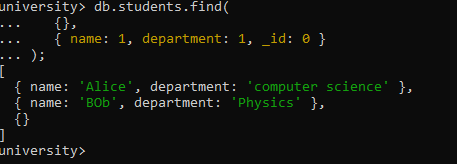 university> db.students.find(
...     {},
...     { name: 1, department: 1, _id: 0 }
... );
[
  { name: 'Alice', department: 'computer science' },
  { name: 'BOb', department: 'Physics' },
  {}
]
university>